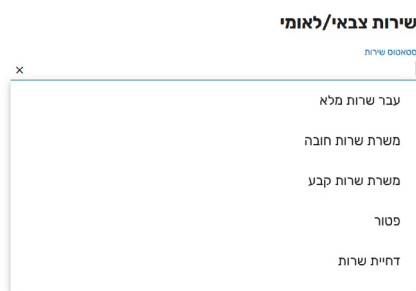 שירות צבאי/לאומי
סטאטוס שירות
עבר שרות מלא
משרת שרות חובה
משרת שרות קבע
פטור
דחיית שרות